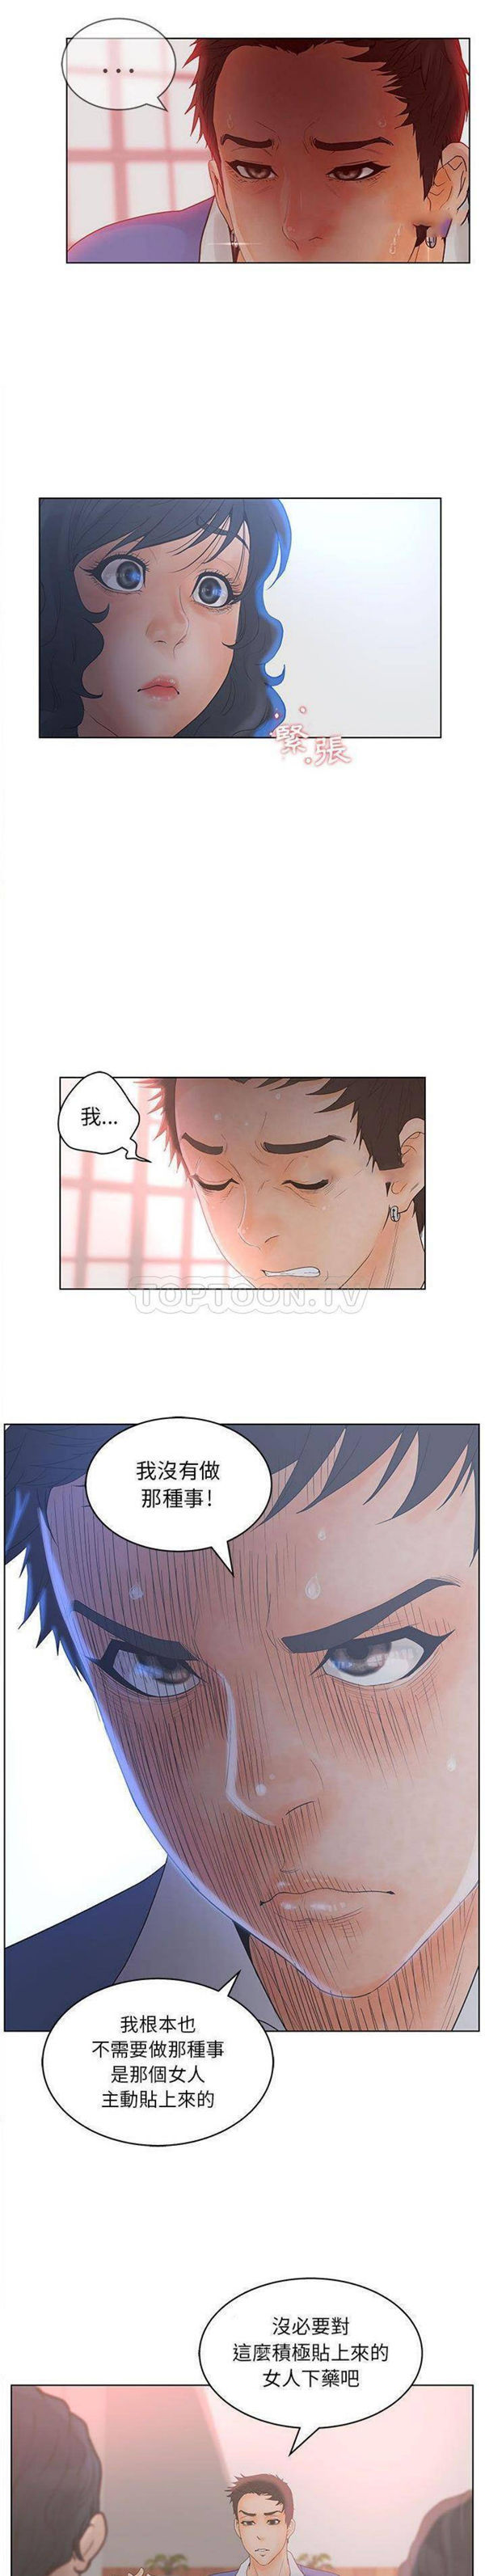 ...
緊張
我...
TOPTOON.TV
我沒有做
那種事!
我根本也
不需要做那種事
是那個女人
主動貼上來的
沒必要對
這麼積極貼上來的
女人下藥吧